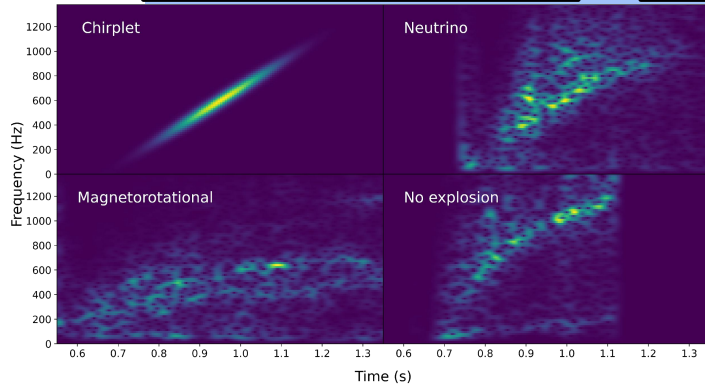 Chirplet
Neutrino
1200
1000
800
600
400
200
0
Magnetorotational
No explosion
1200
1000
800
600
400
200
0
Frequency (Hz)
0.6 0.7 0.8 0.9 1.0 1.1 1.2 1.3
0.6 0.7 0.8 0.9 1.0 1.1 1.2 1.3
Time (s)